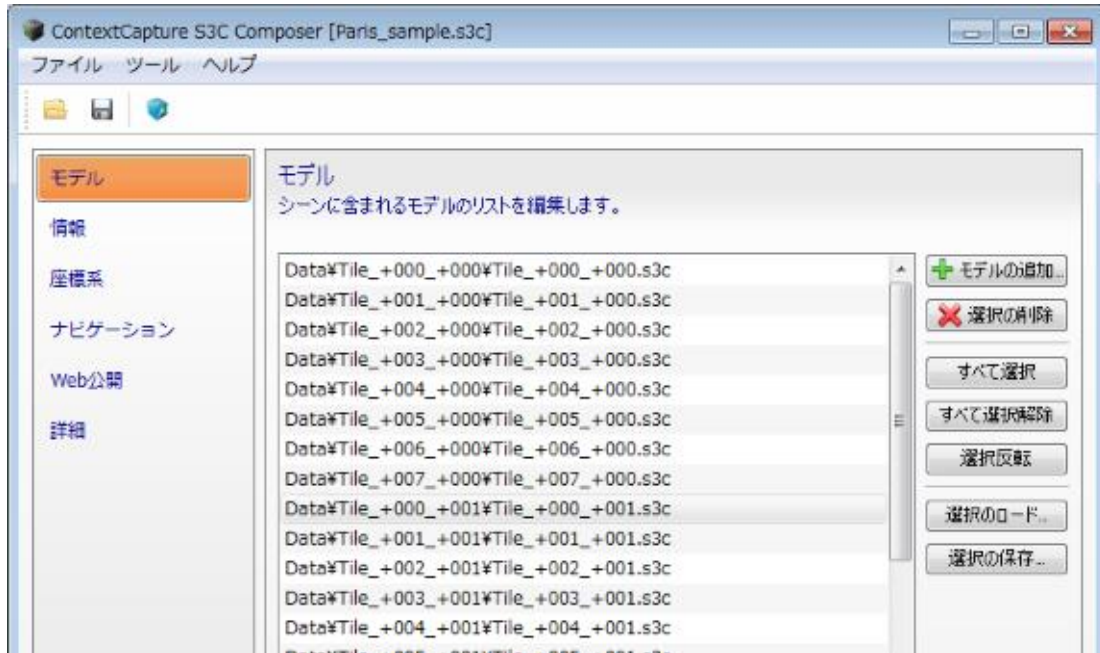 ContextCapture S3C Composer [Paris_sample.s3c]
ファイル ツール ヘルプ
モデル
情報
座標系
ナビゲーション
Web公開
詳細
モデル
シーンに含まれるモデルのリストを編集します。
Data¥Tile_+000_+000¥Tile_+000_+000.s3c
Data¥Tile_+001_+000¥Tile_+001_+000.s3c
Data¥Tile_+002_+000¥Tile_+002_+000.s3c
Data¥Tile_+003_+000¥Tile_+003_+000.s3c
Data¥Tile_+004_+000¥Tile_+004_+000.s3c
Data¥Tile_+005_+000¥Tile_+005_+000.s3c
Data¥Tile_+006_+000¥Tile_+006_+000.s3c
Data¥Tile_+007_+000¥Tile_+007_+000.s3c
Data¥Tile_+000_+001¥Tile_+000_+001.s3c
Data¥Tile_+001_+001¥Tile_+001_+001.s3c
Data¥Tile_+002_+001¥Tile_+002_+001.s3c
Data¥Tile_+003_+001¥Tile_+003_+001.s3c
Data¥Tile_+004_+001¥Tile_+004_+001.s3c
モデルの追加...
選択の削除
すべて選択
すべて選択解除
選択反転
選択のロード...
選択の保存...